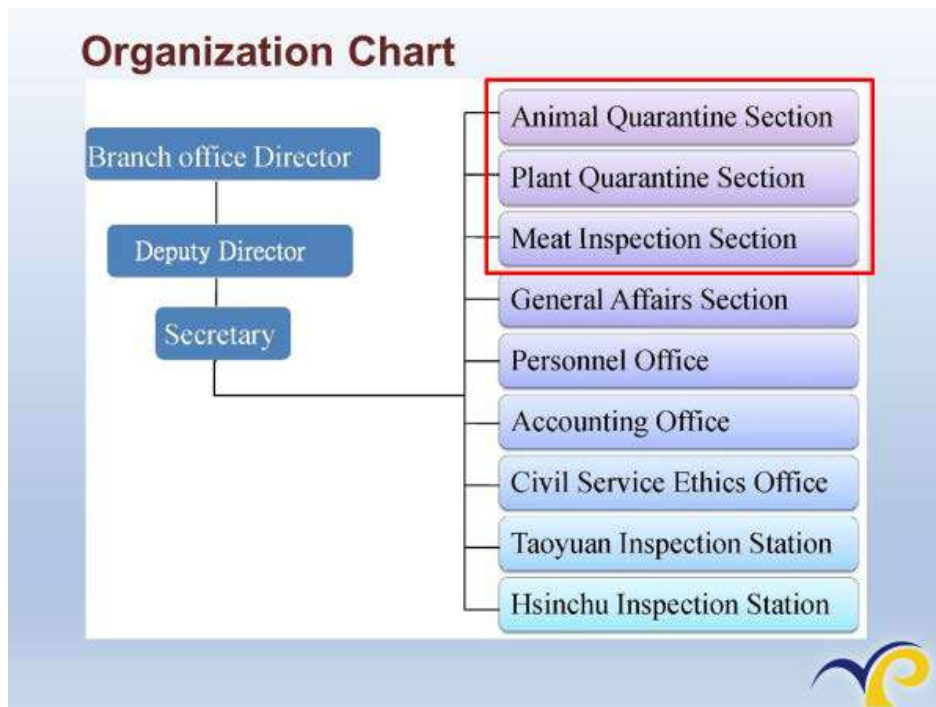 Organization Chart
Branch office Director
Deputy Director
Secretary
Animal Quarantine Section
Plant Quarantine Section
Meat Inspection Section
General Affairs Section
Personnel Office
Accounting Office
Civil Service Ethics Office
Taoyuan Inspection Station
Hsinchu Inspection Station